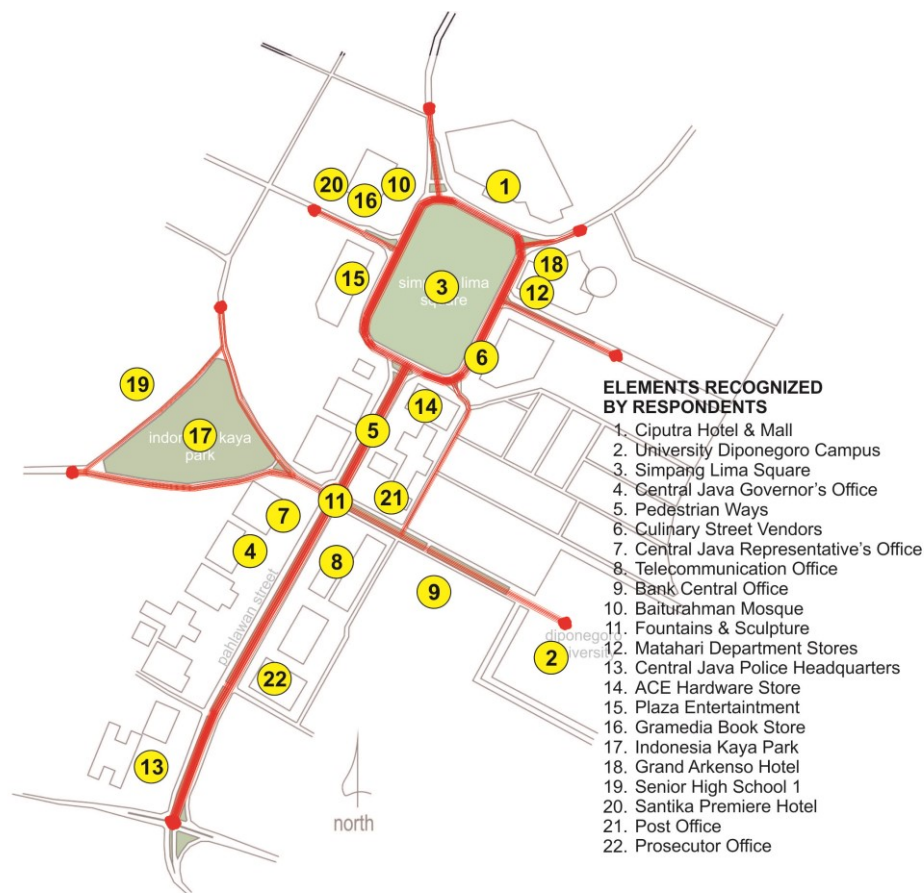 20
10
16
1
18
15
simpang lima
3
square
12
6
19
14
indonesia kaya
17
park
5
11
21
7
4
8
9
pahlawan street
diponegoro
university
2
22
13
north
ELEMENTS RECOGNIZED
BY RESPONDENTS
1. Ciputra Hotel & Mall
2. University Diponegoro Campus
3. Simpang Lima Square
4. Central Java Governor's Office
5. Pedestrian Ways
6. Culinary Street Vendors
7. Central Java Representative's Office
8. Telecommunication Office
9. Bank Central Office
10. Baiturahman Mosque
11. Fountains & Sculpture
12. Matahari Department Stores
13. Central Java Police Headquarters
14. ACE Hardware Store
15. Plaza Entertaintment
16. Gramedia Book Store
17. Indonesia Kaya Park
18. Grand Arkenso Hotel
19. Senior High School 1
20. Santika Premiere Hotel
21. Post Office
22. Prosecutor Office